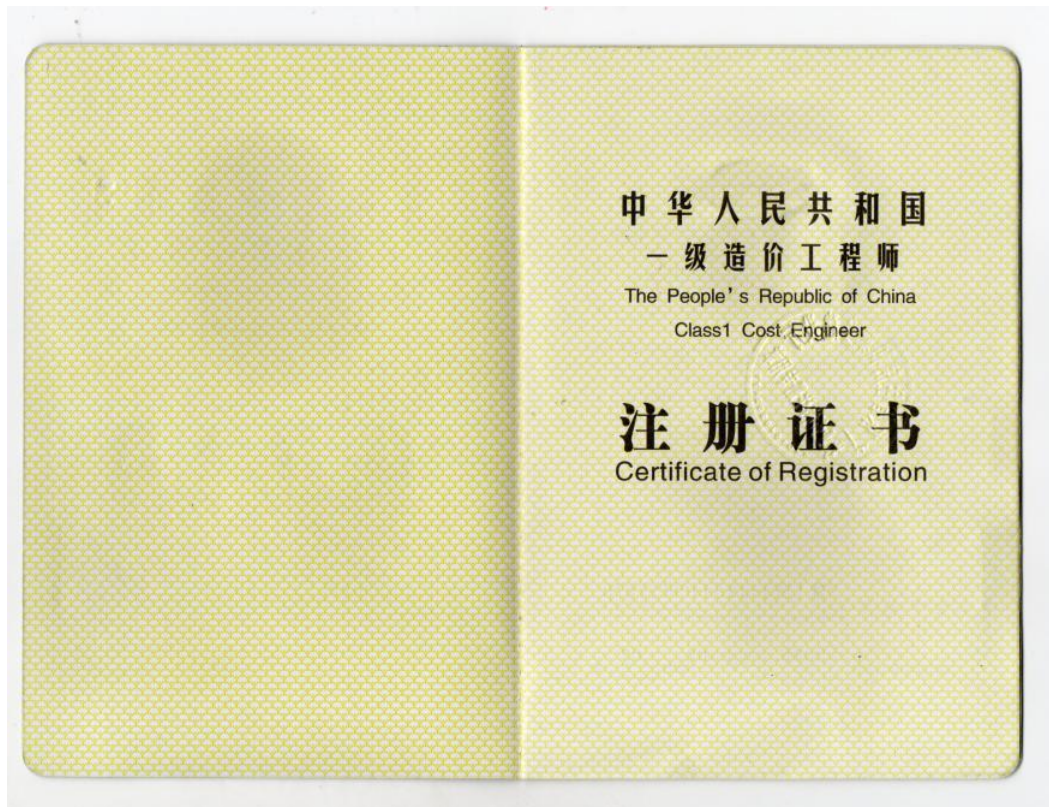 中华人民共和国
一级造价工程师
The People's Republic of China
Class1 Cost Engineer
注册证书
Certificate of Registration